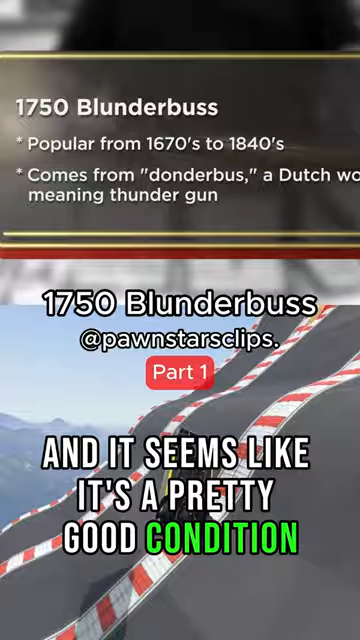 1750 Blunderbuss
* Popular from 1670's to 1840's
* Comes from "donderbus," a Dutch
meaning thunder gun
1750 Blunderbuss
@pawnstarsclips.
Part 1
AND IT SEEMS LIKE
IT'S A PRETTY
GOOD CONDITION